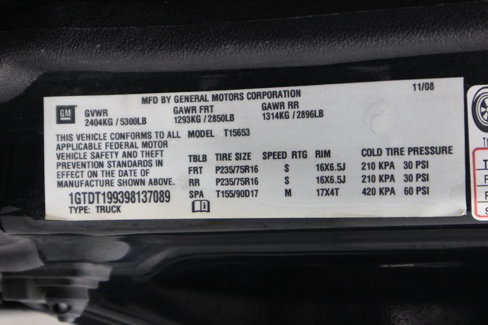 MFD BY GENERAL MOTORS CORPORATION 11/08
GM GVWR GAWR FRT GAWR RR
2404KG / 5300LB 1293KG / 2850LB 1314KG / 2896LB
THIS VEHICLE CONFORMS TO ALL MODEL T15653
APPLICABLE FEDERAL MOTOR
VEHICLE SAFETY AND THEFT
PREVENTION STANDARDS IN
EFFECT ON THE DATE OF
MANUFACTURE SHOWN ABOVE.
1GTDT199398137089
TYPE: TRUCK
TBLB TIRE SIZE SPEED RTG RIM COLD TIRE PRESSURE
FRT P235/75R16 S 16X6.5J 210 KPA 30 PSI
RR P235/75R16 S 16X6.5J 210 KPA 30 PSI
SPA T155/90D17 M 17X4T 420 KPA 60 PSI